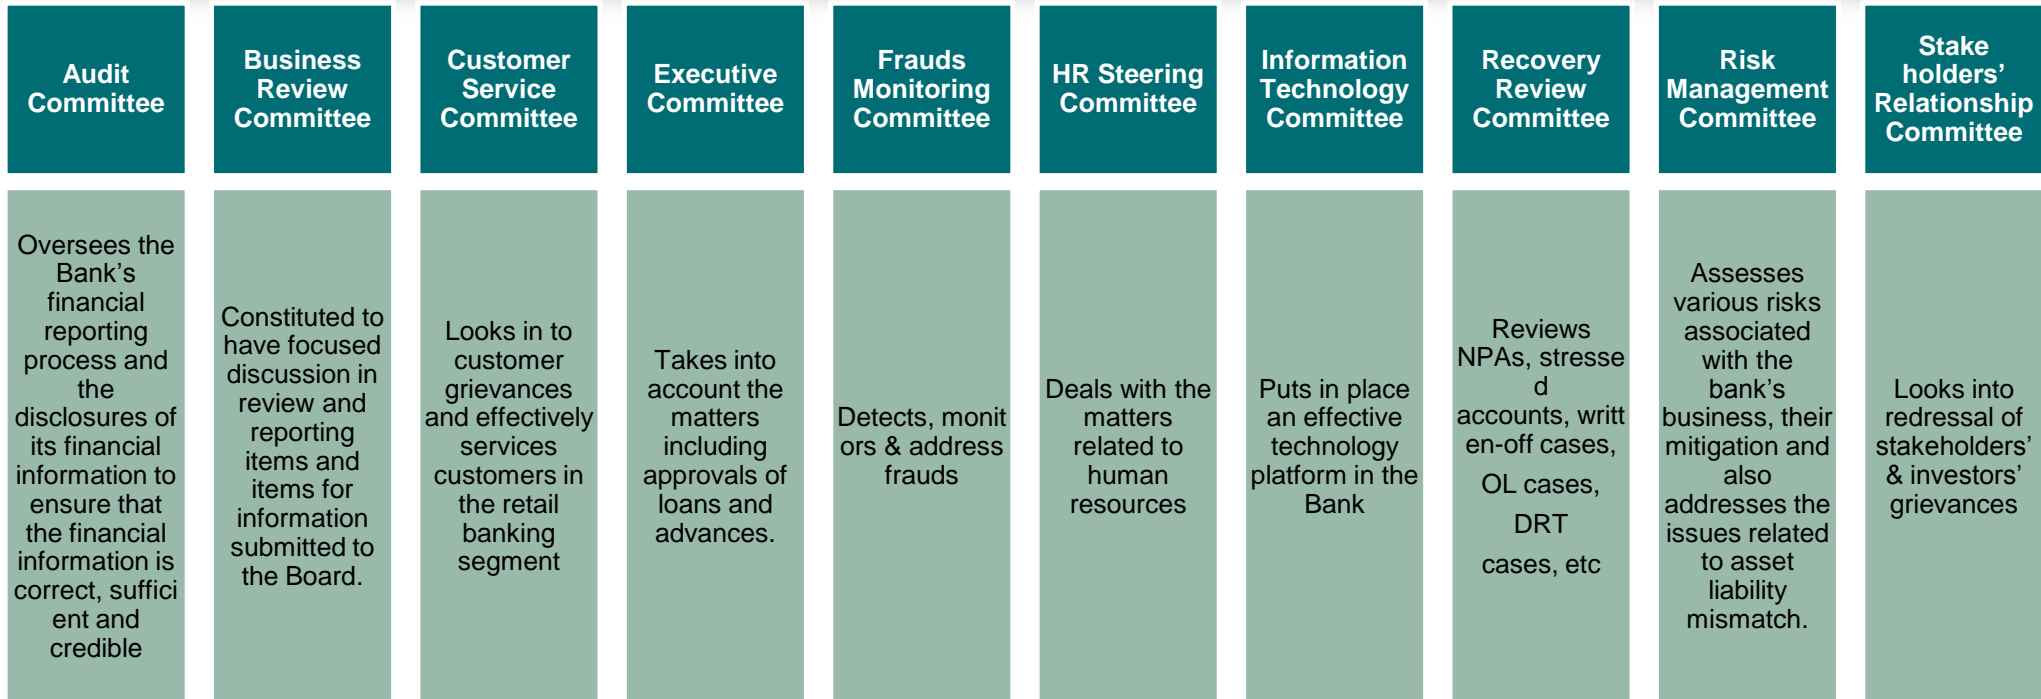 Audit
Committee
Business
Review
Committee
Customer
Service
Committee
Executive
Committee
Frauds
Monitoring
Committee
HR Steering
Committee
Information
Technology
Committee
Recovery
Review
Committee
Risk
Management
Committee
Stake
holders’
Relationship
Committee
Oversees the
Bank’s
financial
reporting
process and
the
disclosures of
its financial
information to
ensure that
the financial
information is
correct, suffici
ent and
credible
Constituted to
have focused
discussion in
review and
reporting
items and
items for
information
submitted to
the Board.
Looks in to
customer
grievances
and effectively
services
customers in
the retail
banking
segment
Takes into
account the
matters
including
approvals of
loans and
advances.
Detects, monit
ors & address
frauds
Deals with the
matters
related to
human
resources
Puts in place
an effective
technology
platform in the
Bank
Reviews
NPAs, stresse
d
accounts, writt
en-off cases,
OL cases,
DRT
cases, etc
Assesses
various risks
associated
with the
bank’s
business, their
mitigation and
also
addresses the
issues related
to asset
liability
mismatch.
Looks into
redressal of
stakeholders’
& investors’
grievances